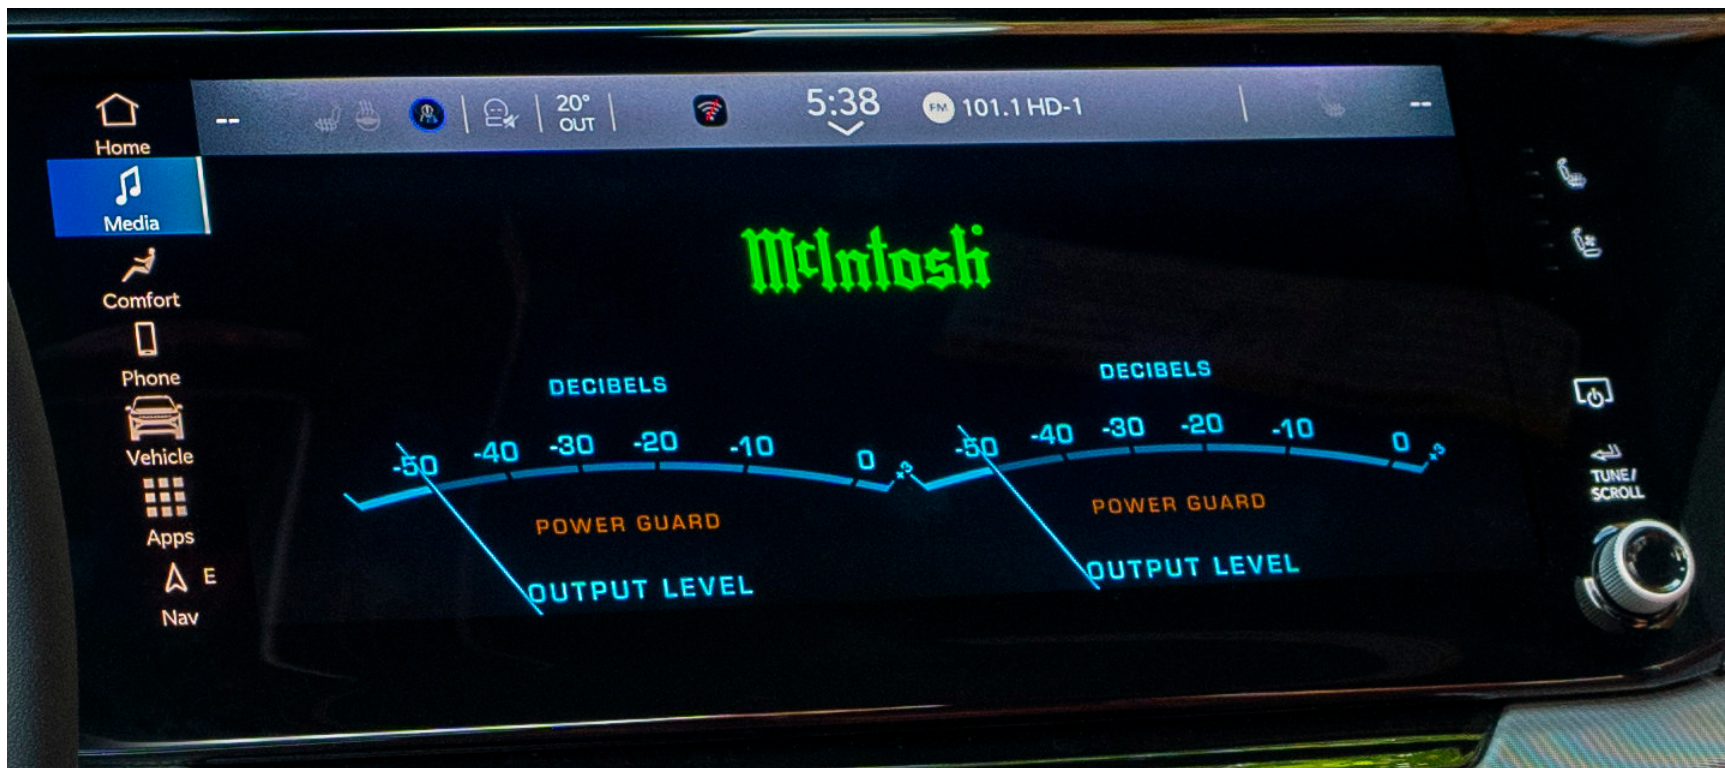 Home
Media
Comfort
Phone
Vehicle
Apps
E
Nav
--
20°
OUT
5:38
FM 101.1 HD-1
--
McIntosh
DECIBELS
-50 -40 -30 -20 -10 0 +3
POWER GUARD
OUTPUT LEVEL
DECIBELS
-50 -40 -30 -20 -10 0 +3
POWER GUARD
OUTPUT LEVEL
TUNE/
SCROLL